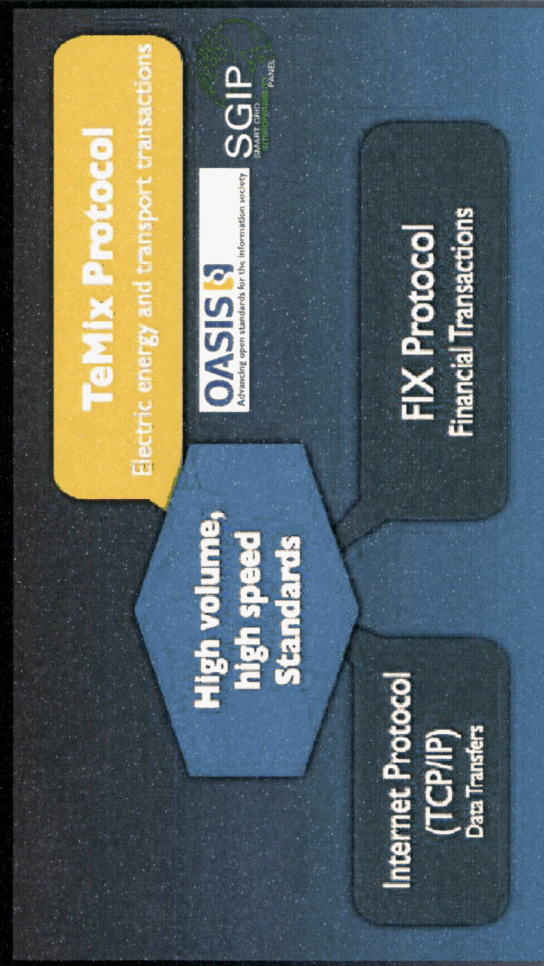 TeMix Protocol
Electric energy and transport transactions
OASIS
Advancing open standards for the information society
SGIP
SMART GRID
INTEROPERABILITY
PANEL
High volume,
high speed
Standards
Internet Protocol
(TCP/IP)
Data Transfers
FIX Protocol
Financial Transactions